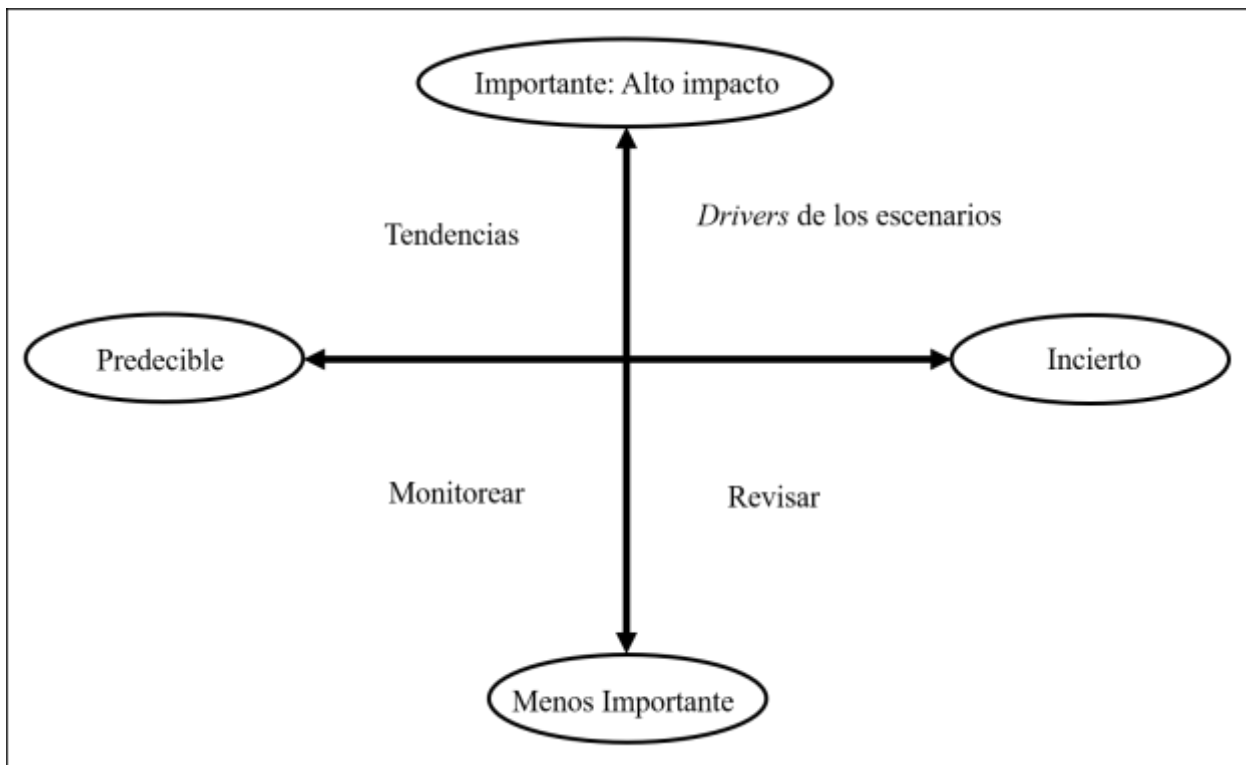 Importante: Alto impacto
Drivers de los escenarios
Tendencias
Predecible
Incierto
Monitorear
Revisar
Menos Importante